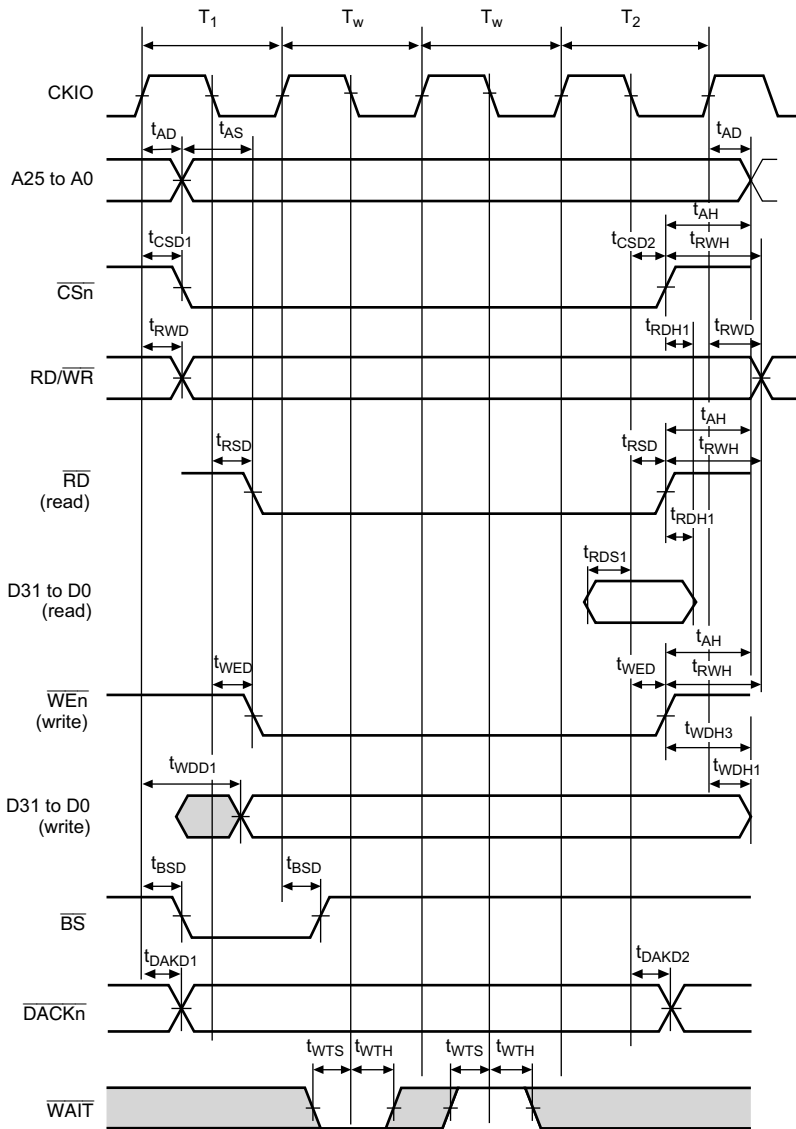 T1 Tw Tw T2
CKIO
tAD tAS tAD
A25 to A0
tAH
tCSD1 tCSD2 tRWH
CSn
tRWD tRDH1 tRWD
RD/WR
tAH
tRSD tRSD tRWH
RD
(read)
tRDH1
tRDS1
D31 to D0
(read)
tAH
tWED tWED tRWH
WEn
(write)
tWDH3
tWDD1 tWDH1
D31 to D0
(write)
tBSD tBSD
BS
tDAKD1 tDAKD2
DACKn
tWTS tWTH tWTS tWTH
WAIT